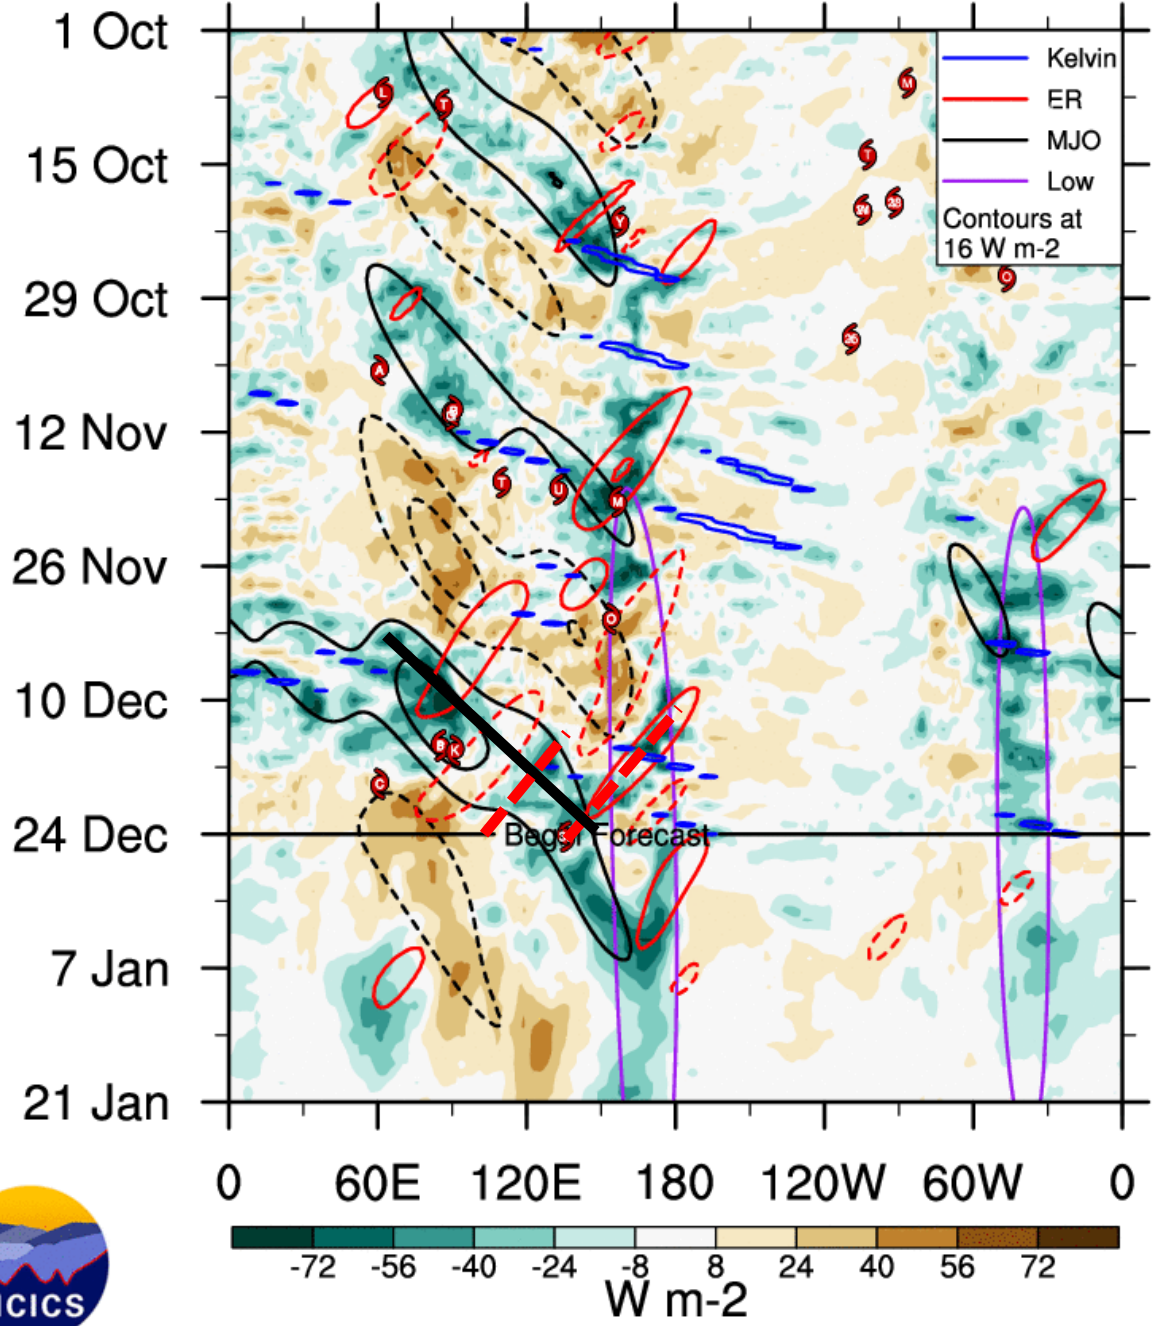 1 Oct
15 Oct
29 Oct
12 Nov
26 Nov
10 Dec
24 Dec
7 Jan
21 Jan
Kelvin
ER
MJO
Low
Contours at
16 W m-2
L
T
M
T
Y
O
A
B
T
U
M
O
B
K
C
Begin Forecast
0 60E 120E 180 120W 60W 0
-72 -56 -40 -24 -8 8 24 40 56 72
W m-2
CICS